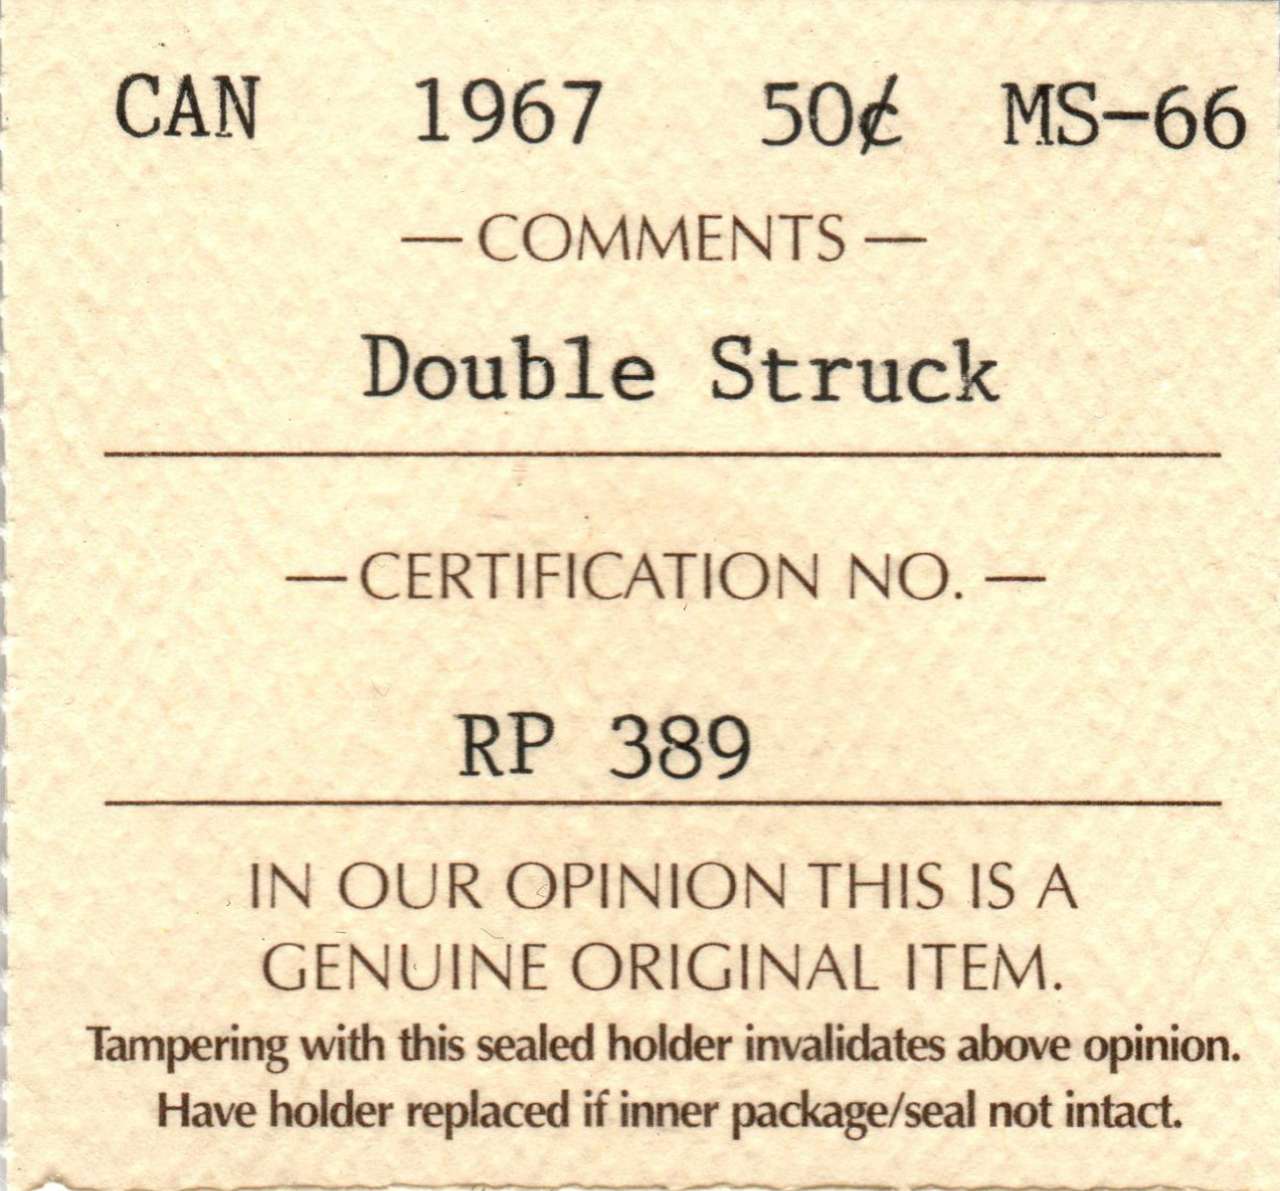 CAN 1967 50¢ MS-66
— COMMENTS —
Double Struck
— CERTIFICATION NO. —
RP 389
IN OUR OPINION THIS IS A
GENUINE ORIGINAL ITEM.
Tampering with this sealed holder invalidates above opinion.
Have holder replaced if inner package/seal not intact.